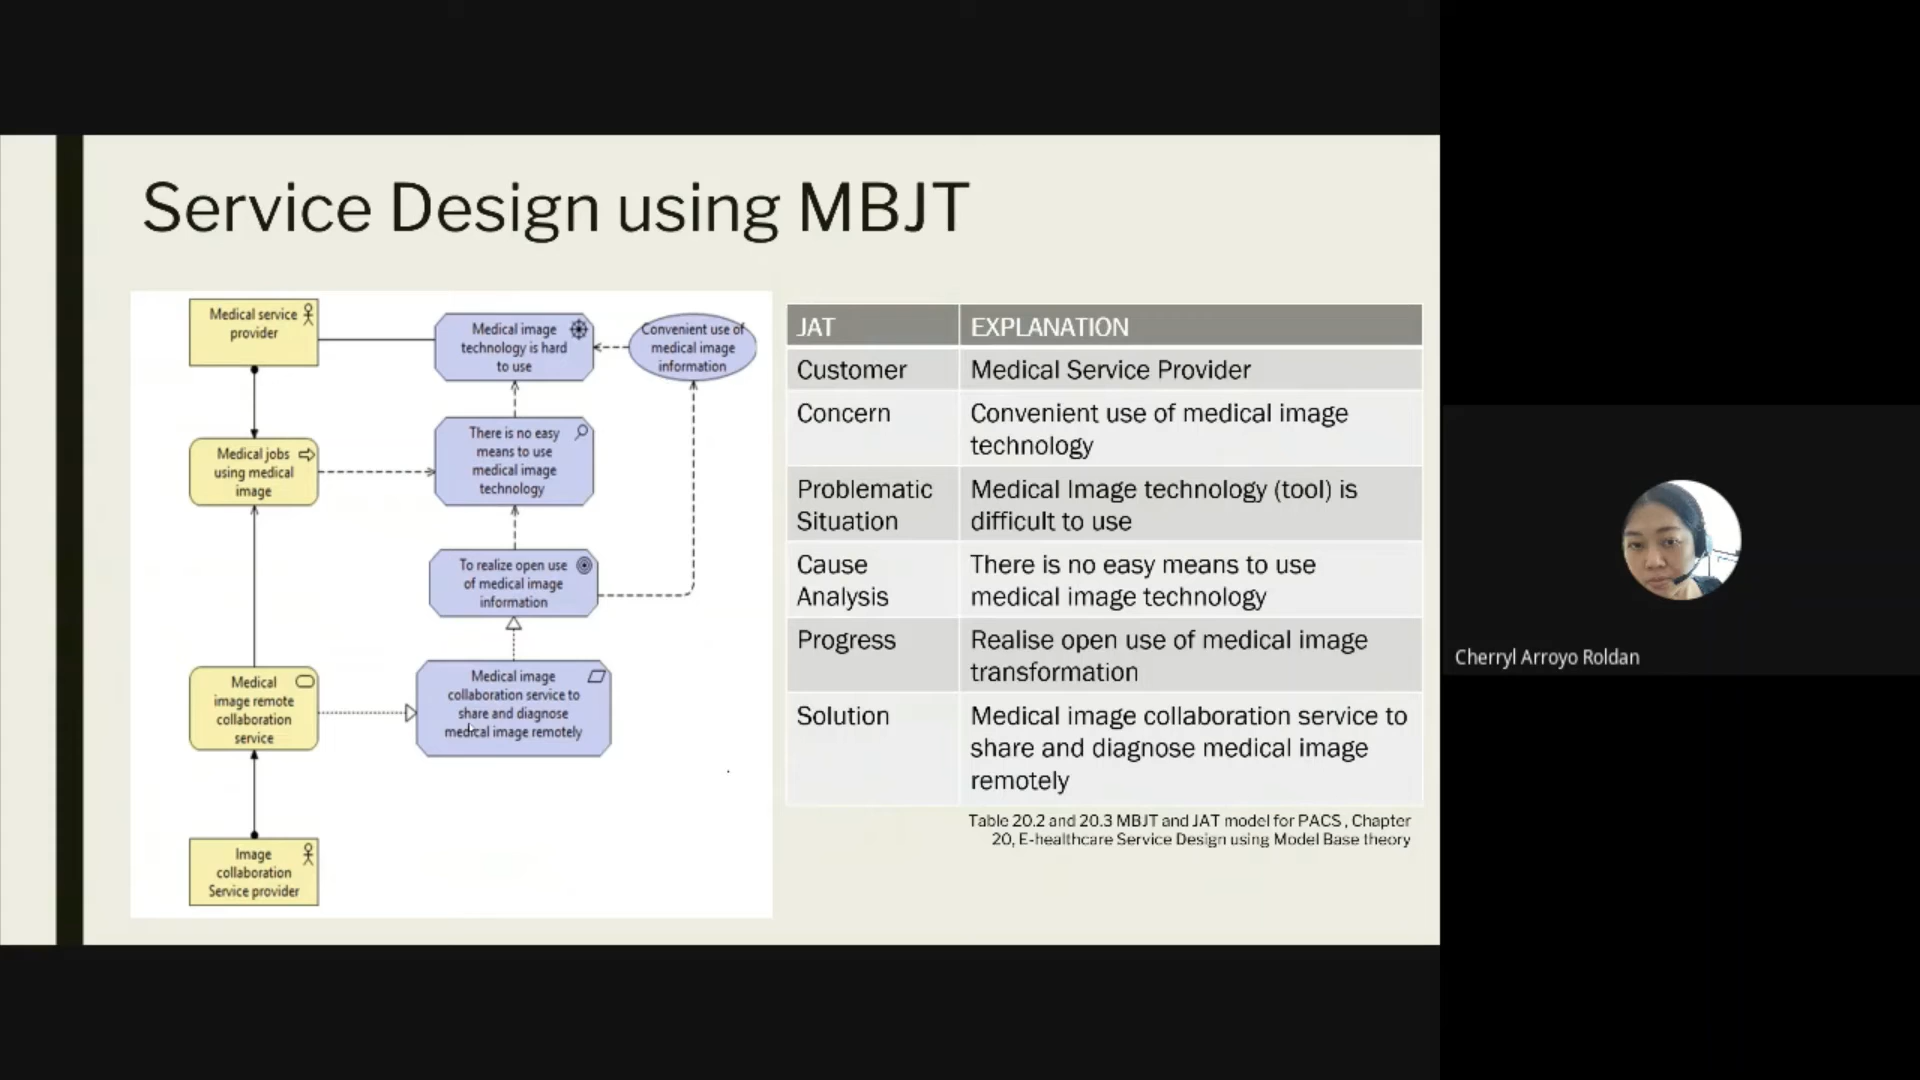 Service Design using MBJT
Medical service
provider
Medical image
technology is hard
to use
Convenient use of
medical image
information
Medical jobs
using medical
image
There is no easy
means to use
medical image
technology
To realize open use
of medical image
information
Medical
image remote
collaboration
service
Medical image
collaboration service to
share and diagnose
medical image remotely
Image
collaboration
Service provider
JAT EXPLANATION
Customer Medical Service Provider
Concern Convenient use of medical image
technology
Problematic Medical Image technology (tool) is
Situation difficult to use
Cause There is no easy means to use
Analysis medical image technology
Progress Realise open use of medical image
transformation
Solution Medical image collaboration service to
share and diagnose medical image
remotely
Table 20.2 and 20.3 MBJT and JAT model for PACS , Chapter
20, E-healthcare Service Design using Model Base theory
Cherryl Arroyo Roldan